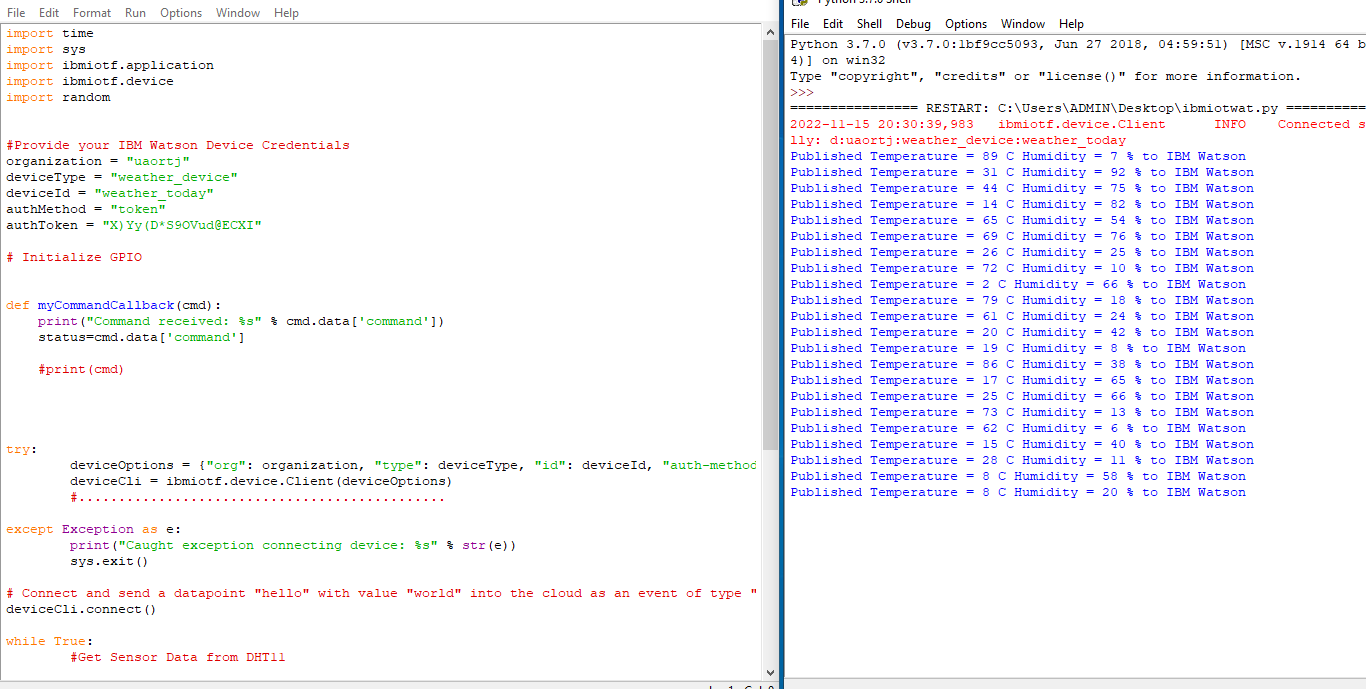 File Edit Format Run Options Window Help
import time
import sys
import ibmiotf.application
import ibmiotf.device
import random
#Provide your IBM Watson Device Credentials
organization = "uaortj"
deviceType = "weather_device"
deviceId = "weather_today"
authMethod = "token"
authToken = "X)Yy(D*S9OVud@ECXI"
# Initialize GPIO
def myCommandCallback(cmd):
    print("Command received: %s" % cmd.data['command'])
    status=cmd.data['command']
    #print(cmd)
try:
        deviceOptions = {"org": organization, "type": deviceType, "id": deviceId, "auth-method
        deviceCli = ibmiotf.device.Client(deviceOptions)
        #..............................................
except Exception as e:
        print("Caught exception connecting device: %s" % str(e))
        sys.exit()
# Connect and send a datapoint "hello" with value "world" into the cloud as an event of type "
deviceCli.connect()
while True:
        #Get Sensor Data from DHT11
Python 3.7.0 Shell
File Edit Shell Debug Options Window Help
Python 3.7.0 (v3.7.0:1bf9cc5093, Jun 27 2018, 04:59:51) [MSC v.1914 64 b
4)] on win32
Type "copyright", "credits" or "license()" for more information.
>>>
================ RESTART: C:\Users\ADMIN\Desktop\ibmiotwat.py ==========
2022-11-15 20:30:39,983   ibmiotf.device.Client      INFO    Connected s
lly: d:uaortj:weather_device:weather_today
Published Temperature = 89 C Humidity = 7 % to IBM Watson
Published Temperature = 31 C Humidity = 92 % to IBM Watson
Published Temperature = 44 C Humidity = 75 % to IBM Watson
Published Temperature = 14 C Humidity = 82 % to IBM Watson
Published Temperature = 65 C Humidity = 54 % to IBM Watson
Published Temperature = 69 C Humidity = 76 % to IBM Watson
Published Temperature = 26 C Humidity = 25 % to IBM Watson
Published Temperature = 72 C Humidity = 10 % to IBM Watson
Published Temperature = 2 C Humidity = 66 % to IBM Watson
Published Temperature = 79 C Humidity = 18 % to IBM Watson
Published Temperature = 61 C Humidity = 24 % to IBM Watson
Published Temperature = 20 C Humidity = 42 % to IBM Watson
Published Temperature = 19 C Humidity = 8 % to IBM Watson
Published Temperature = 86 C Humidity = 38 % to IBM Watson
Published Temperature = 17 C Humidity = 65 % to IBM Watson
Published Temperature = 25 C Humidity = 66 % to IBM Watson
Published Temperature = 73 C Humidity = 13 % to IBM Watson
Published Temperature = 62 C Humidity = 6 % to IBM Watson
Published Temperature = 15 C Humidity = 40 % to IBM Watson
Published Temperature = 28 C Humidity = 11 % to IBM Watson
Published Temperature = 8 C Humidity = 58 % to IBM Watson
Published Temperature = 8 C Humidity = 20 % to IBM Watson